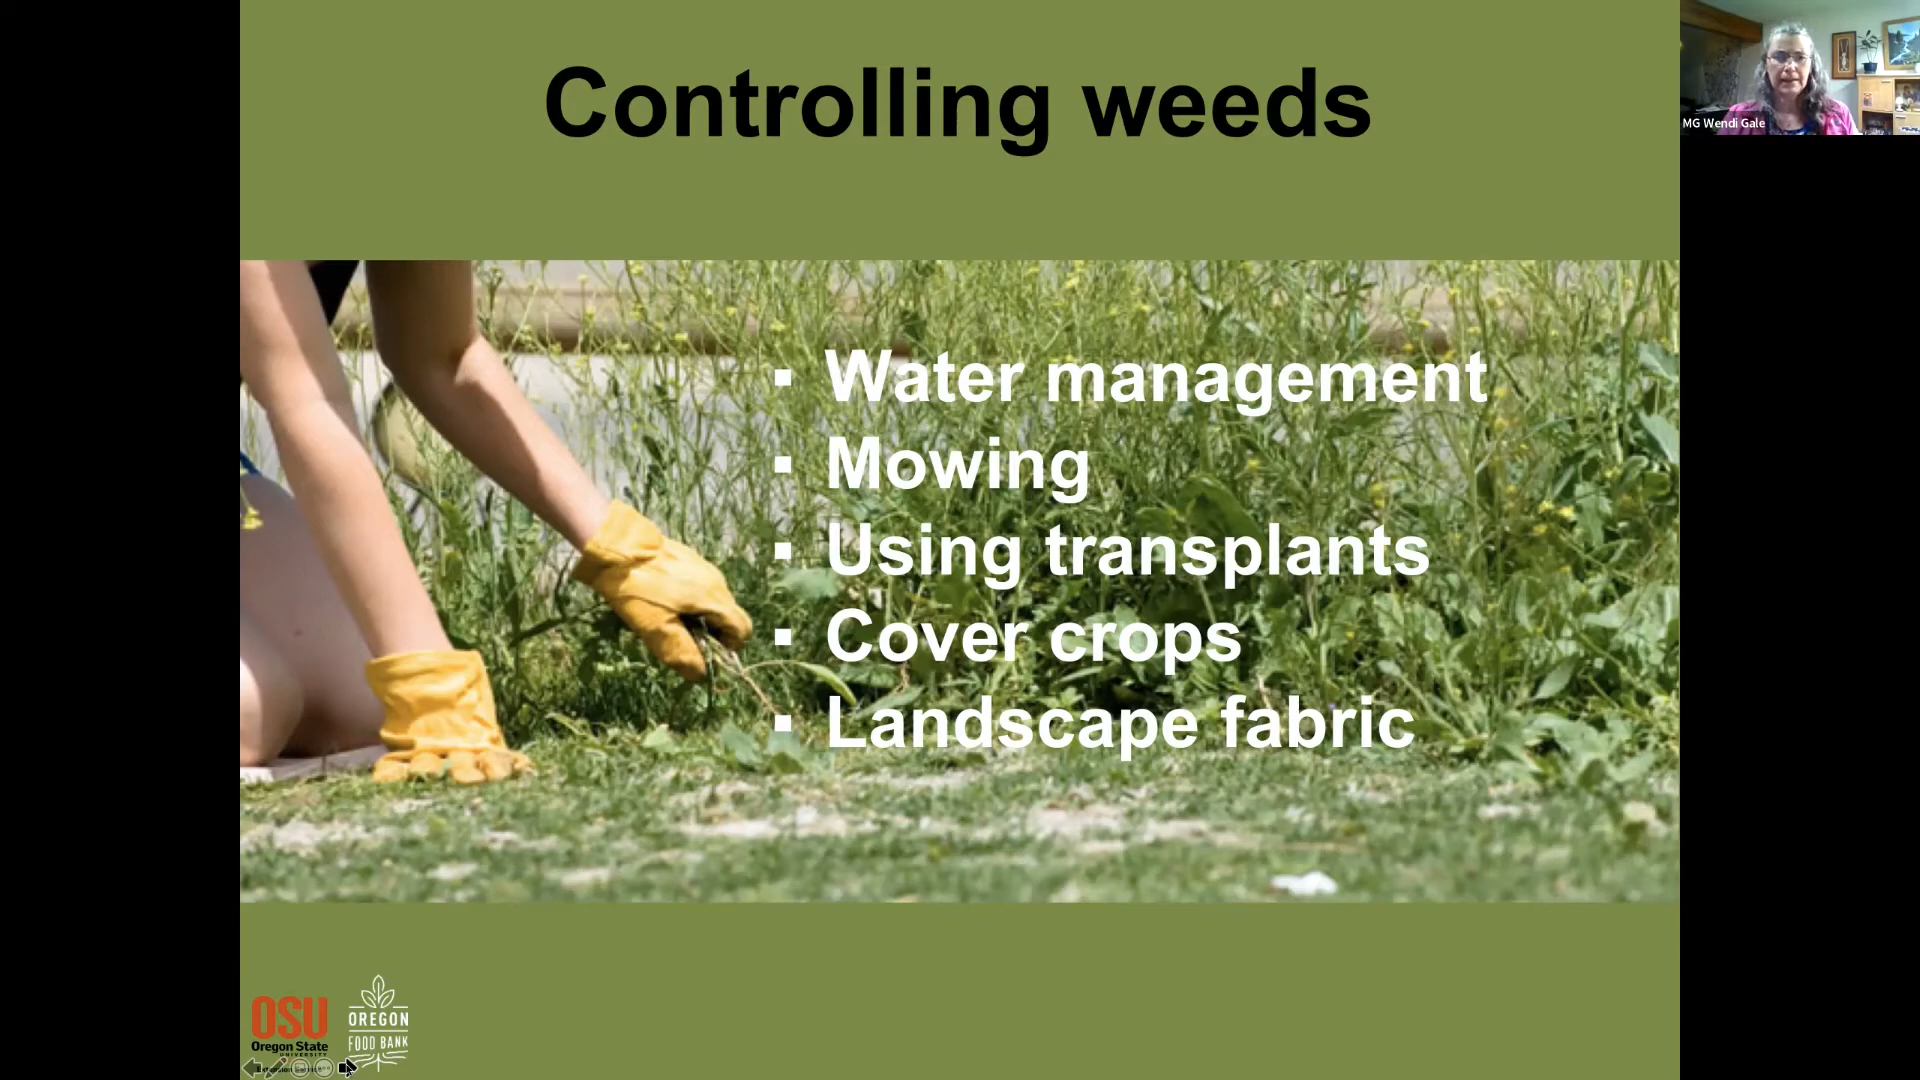 Controlling weeds
MG Wendi Gale
▪ Water management
▪ Mowing
▪ Using transplants
▪ Cover crops
▪ Landscape fabric
OSU
Oregon State
UNIVERSITY
OREGON
FOOD BANK